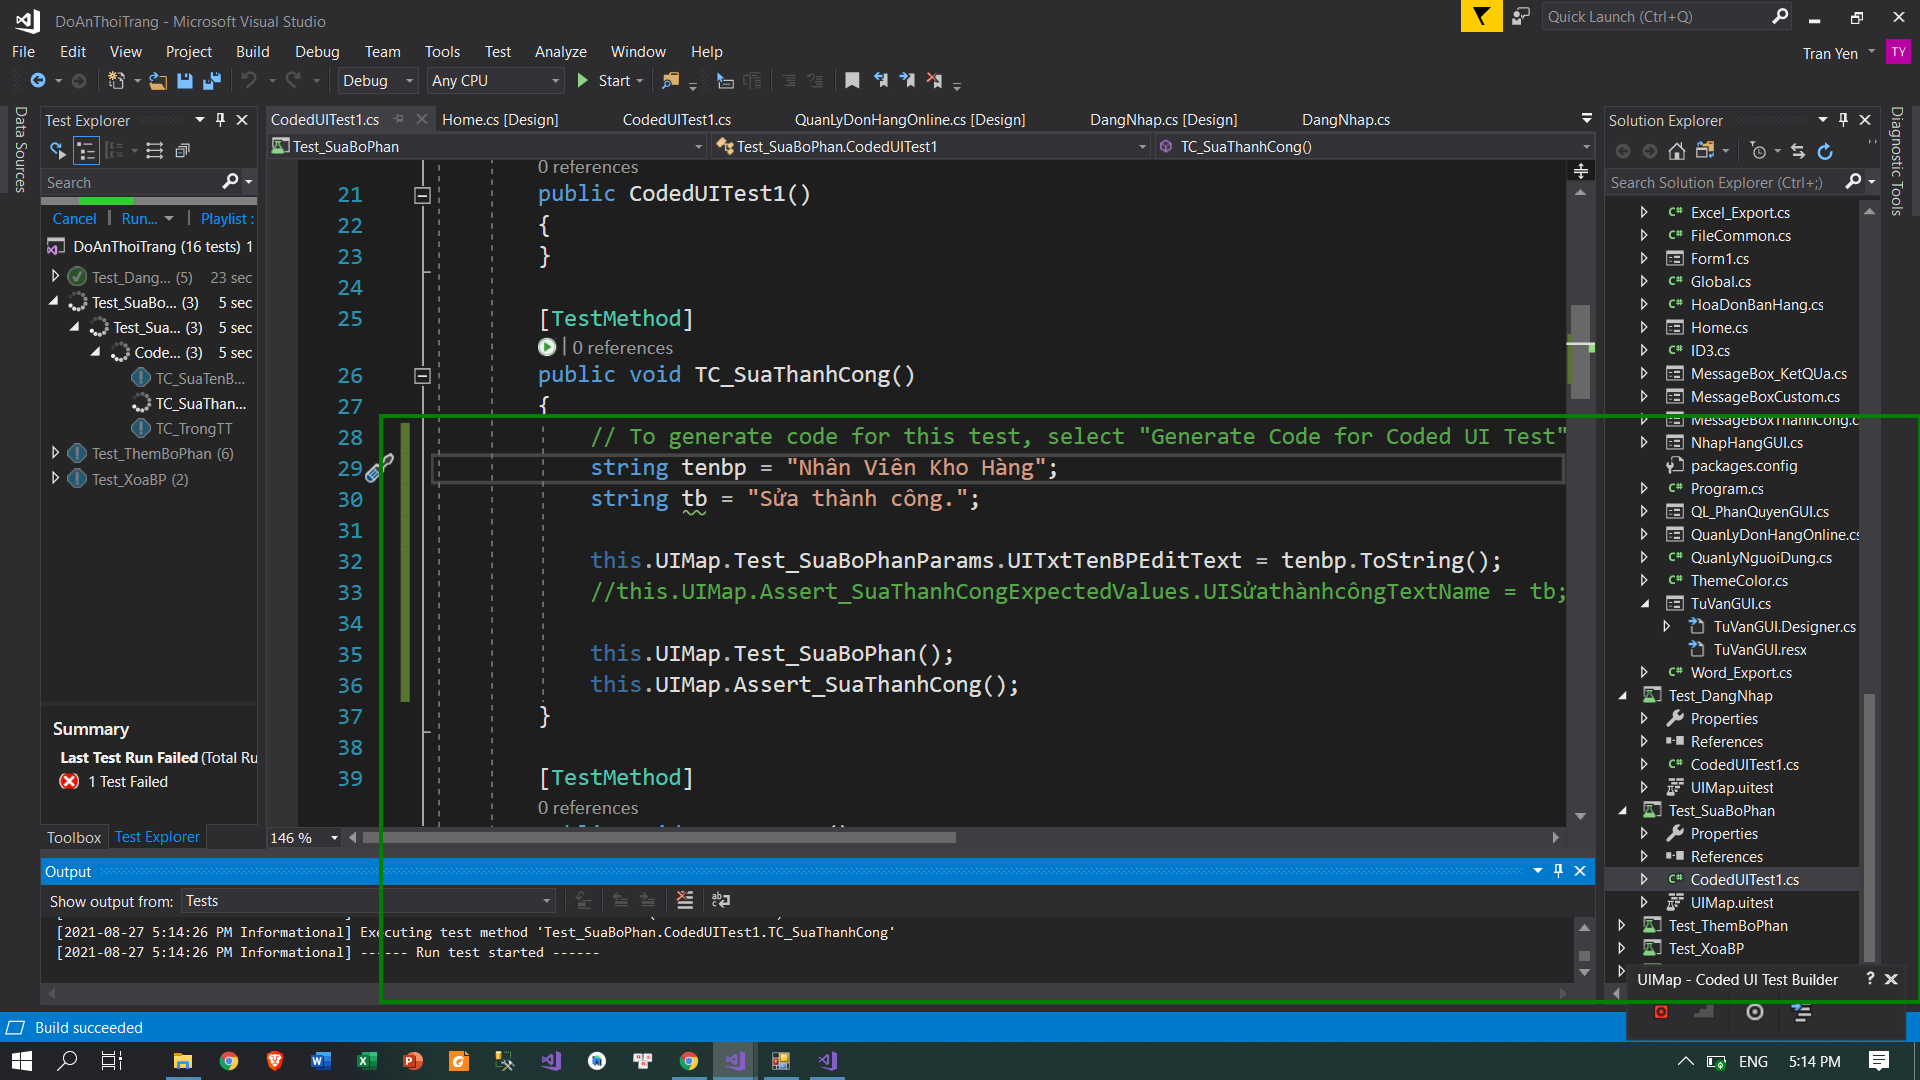 DoAnThoiTrang - Microsoft Visual Studio
Quick Launch (Ctrl+Q)
File Edit View Project Build Debug Team Tools Test Analyze Window Help
Tran Yen
TY
Debug
Any CPU
Start
Data Sources
Test Explorer
Search
Cancel
Run...
Playlist :
DoAnThoiTrang (16 tests) 1
Test_Dang... (5) 23 sec
Test_SuaBo... (3) 5 sec
Test_Sua... (3) 5 sec
Code... (3) 5 sec
TC_SuaTenB...
TC_SuaThan...
TC_TrongTT
Test_ThemBoPhan (6)
Test_XoaBP (2)
Summary
Last Test Run Failed (Total Ru
1 Test Failed
Toolbox
Test Explorer
CodedUITest1.cs
Home.cs [Design]
CodedUITest1.cs
QuanLyDonHangOnline.cs [Design]
DangNhap.cs [Design]
DangNhap.cs
Test_SuaBoPhan
Test_SuaBoPhan.CodedUITest1
TC_SuaThanhCong()
0 references
21 public CodedUITest1()
22 {
23 }
24
25 [TestMethod]
| 0 references
26 public void TC_SuaThanhCong()
27 {
28 // To generate code for this test, select "Generate Code for Coded UI Test"
29 string tenbp = "Nhân Viên Kho Hàng";
30 string tb = "Sửa thành công.";
31
32 this.UIMap.Test_SuaBoPhanParams.UITxtTenBPEditText = tenbp.ToString();
33 //this.UIMap.Assert_SuaThanhCongExpectedValues.UISửathànhcôngTextName = tb;
34
35 this.UIMap.Test_SuaBoPhan();
36 this.UIMap.Assert_SuaThanhCong();
37 }
38
39 [TestMethod]
0 references
146 %
Output
Show output from:
Tests
[2021-08-27 5:14:26 PM Informational] Executing test method 'Test_SuaBoPhan.CodedUITest1.TC_SuaThanhCong'
[2021-08-27 5:14:26 PM Informational] ------ Run test started ------
Solution Explorer
Search Solution Explorer (Ctrl+;)
Excel_Export.cs
FileCommon.cs
Form1.cs
Global.cs
HoaDonBanHang.cs
Home.cs
ID3.cs
MessageBox_KetQUa.cs
MessageBoxCustom.cs
MessageBoxThanhCong.c
NhapHangGUI.cs
packages.config
Program.cs
QL_PhanQuyenGUI.cs
QuanLyDonHangOnline.cs
QuanLyNguoiDung.cs
ThemeColor.cs
TuVanGUI.cs
TuVanGUI.Designer.cs
TuVanGUI.resx
Word_Export.cs
Test_DangNhap
Properties
References
CodedUITest1.cs
UIMap.uitest
Test_SuaBoPhan
Properties
References
CodedUITest1.cs
UIMap.uitest
Test_ThemBoPhan
Test_XoaBP
Diagnostic Tools
UIMap - Coded UI Test Builder
Build succeeded
ENG
5:14 PM